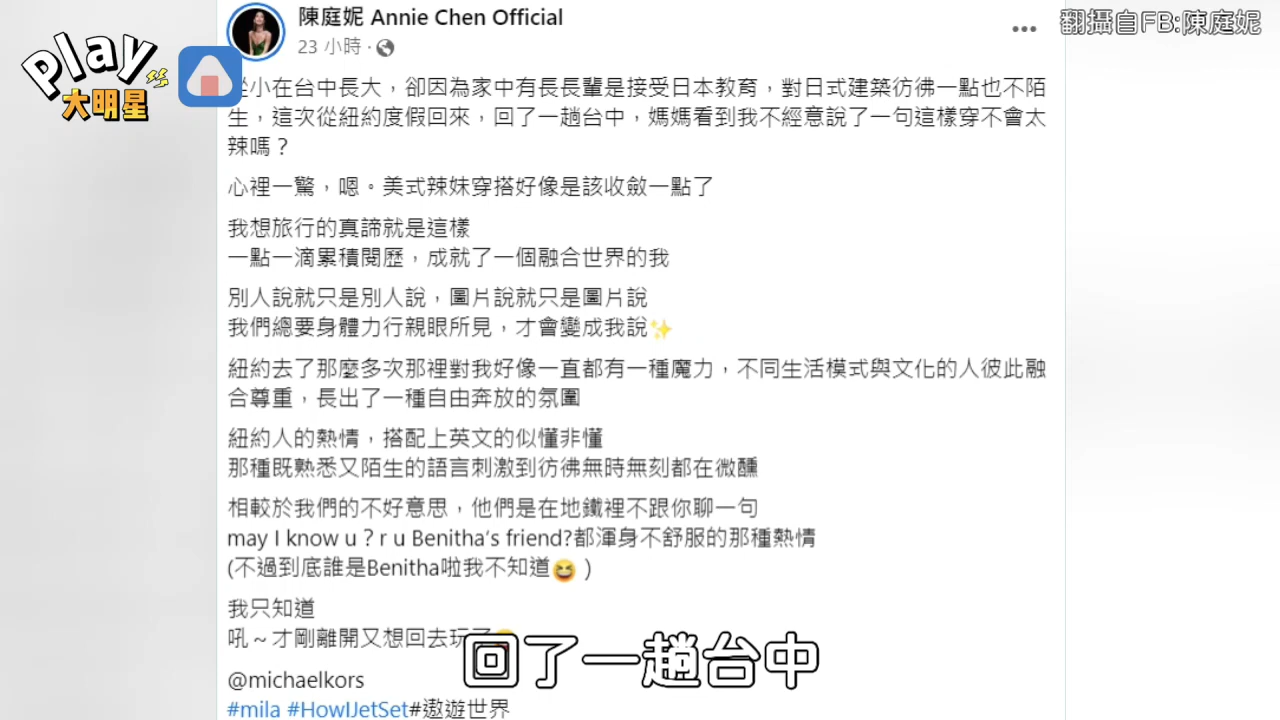 陳庭妮 Annie Chen Official
23 小時·
翻攝自FB:陳庭妮
Play
大明星
從小在台中長大，卻因為家中有長長輩是接受日本教育，對日式建築彷彿一點也不陌
生，這次從紐約度假回來，回了一趟台中，媽媽看到我不經意說了一句這樣穿不會太
辣嗎？
心裡一驚，嗯。美式辣妹穿搭好像是該收斂一點了
我想旅行的真諦就是這樣
一點一滴累積閱歷，成就了一個融合世界的我
別人說就只是別人說，圖片說就只是圖片說
我們總要身體力行親眼所見，才會變成我說✨
紐約去了那麼多次那裡對我好像一直都有一種魔力，不同生活模式與文化的人彼此融
合尊重，長出了一種自由奔放的氛圍
紐約人的熱情，搭配上英文的似懂非懂
那種既熟悉又陌生的語言刺激到彷彿無時無刻都在微醺
相較於我們的不好意思，他們是在地鐵裡不跟你聊一句
may I know u？r u Benitha's friend?都渾身不舒服的那種熱情
(不過到底誰是Benitha啦我不知道😆 )
我只知道
吼～才剛離開又想回去玩了
回了一趟台中
@michaelkors
#mila #HowIJetSet#遨遊世界